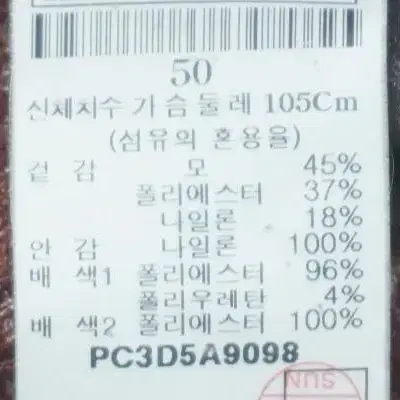 50
신체치수 가슴둘레 105Cm
(섬유의 혼용율)
겉 감 모 45%
폴리에스터 37%
나일론 18%
안 감 나일론 100%
배 색1 폴리에스터 96%
폴리우레탄 4%
배 색2 폴리에스터 100%
PC3D5A9098
SUN